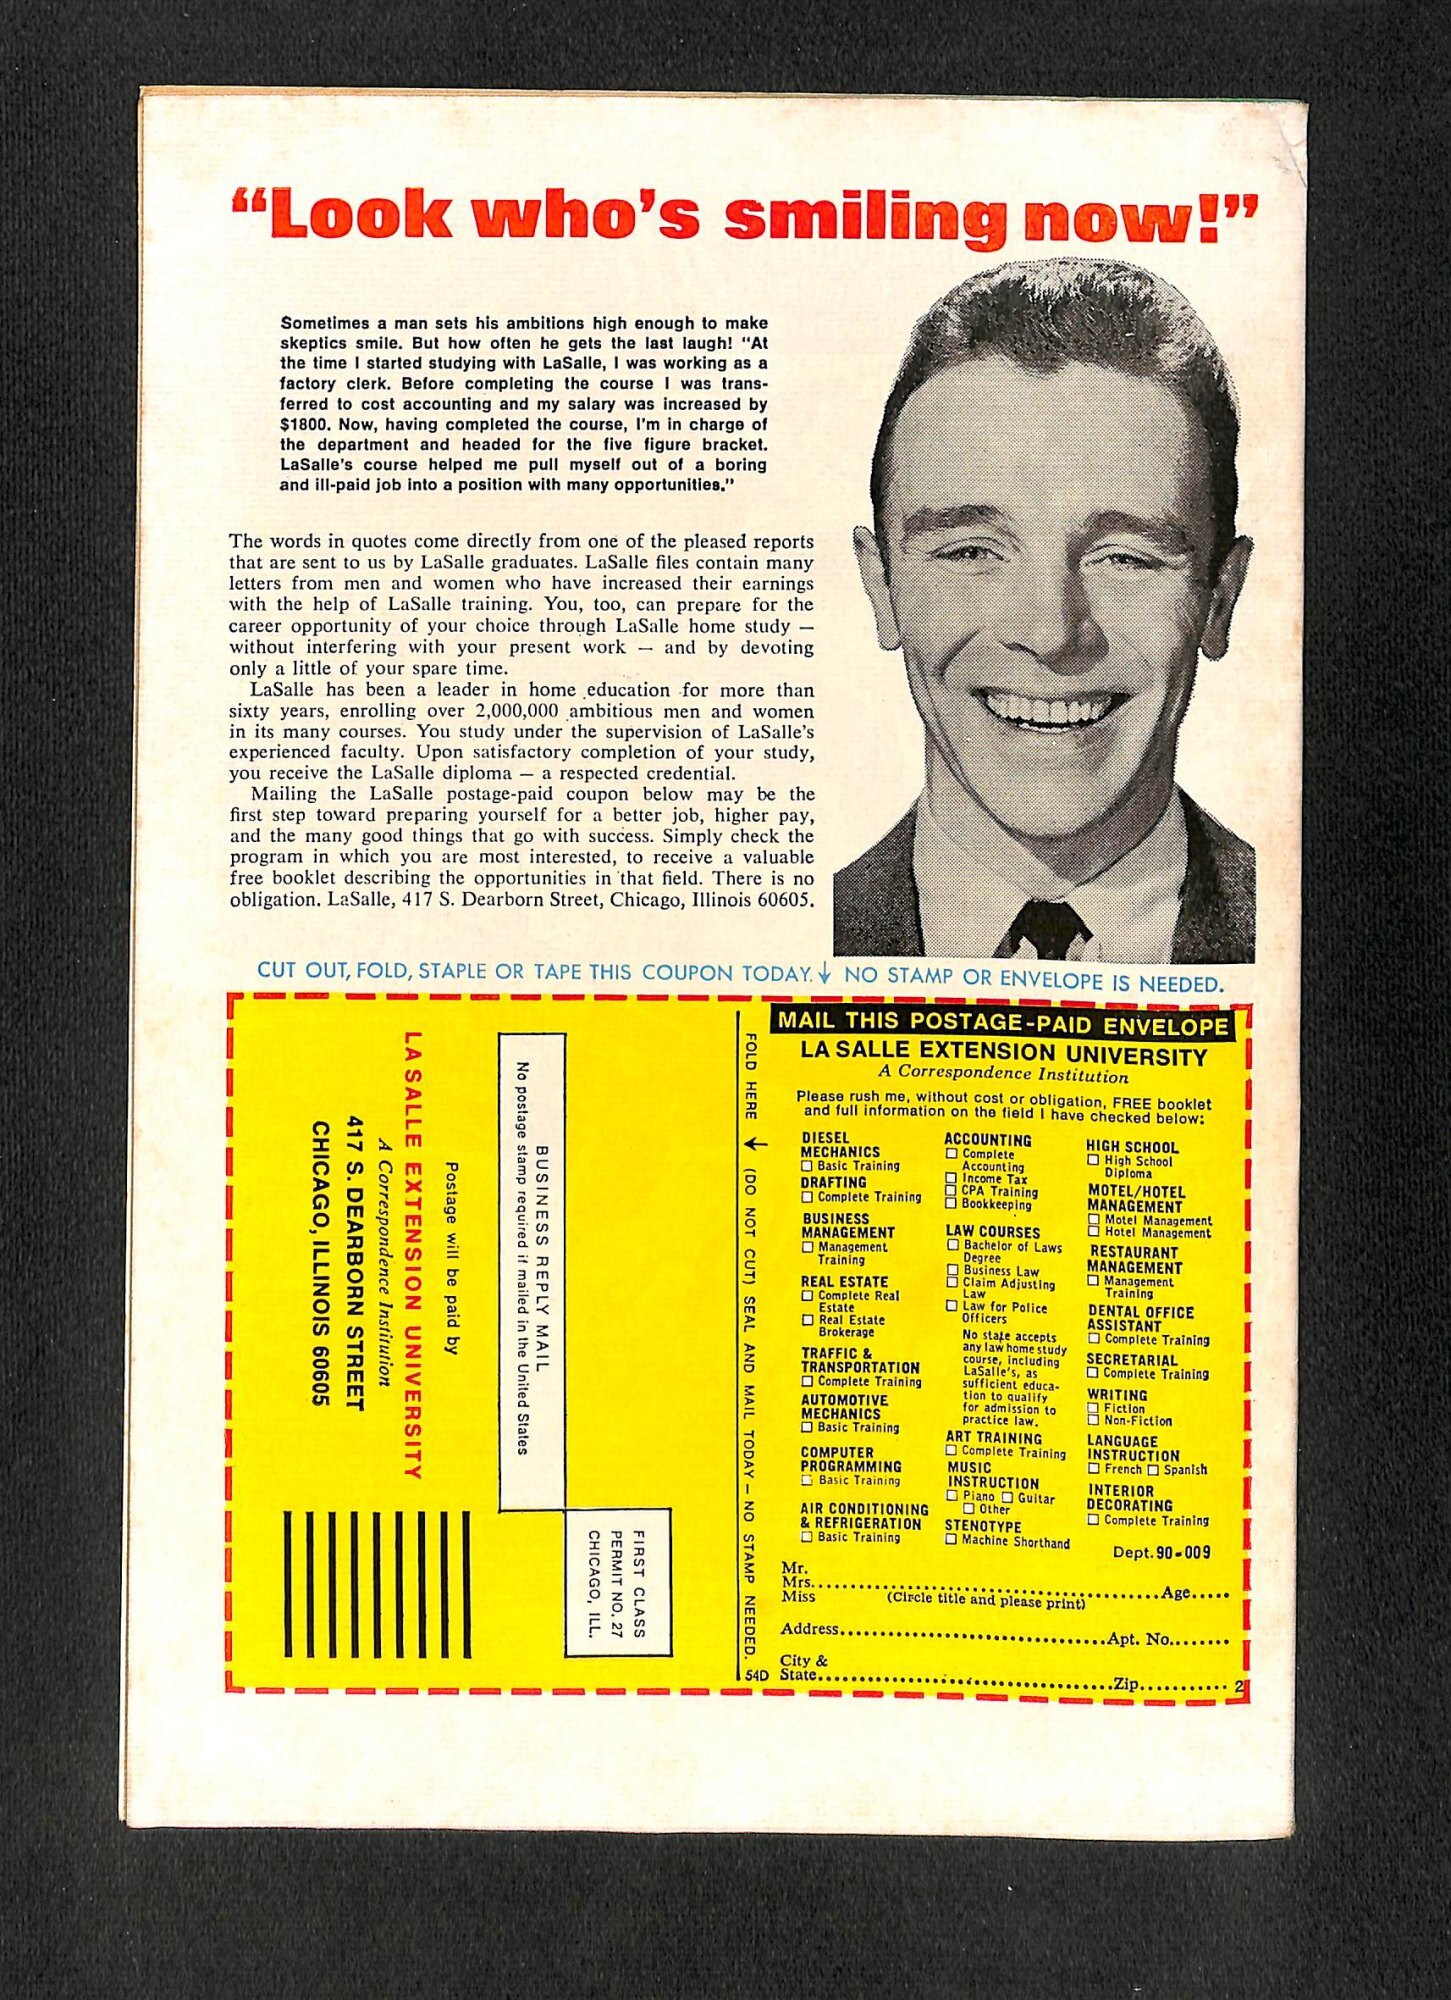 “Look who’s smiling now!”
Sometimes a man sets his ambitions high enough to make
skeptics smile. But how often he gets the last laugh! “At
the time I started studying with LaSalle, I was working as a
factory clerk. Before completing the course I was trans-
ferred to cost accounting and my salary was increased by
$1800. Now, having completed the course, I’m in charge of
the department and headed for the five figure bracket.
LaSalle’s course helped me pull myself out of a boring
and ill-paid job into a position with many opportunities.”
The words in quotes come directly from one of the pleased reports
that are sent to us by LaSalle graduates. LaSalle files contain many
letters from men and women who have increased their earnings
with the help of LaSalle training. You, too, can prepare for the
career opportunity of your choice through LaSalle home study —
without interfering with your present work — and by devoting
only a little of your spare time.
LaSalle has been a leader in home education for more than
sixty years, enrolling over 2,000,000 ambitious men and women
in its many courses. You study under the supervision of LaSalle’s
experienced faculty. Upon satisfactory completion of your study,
you receive the LaSalle diploma — a respected credential.
Mailing the LaSalle postage-paid coupon below may be the
first step toward preparing yourself for a better job, higher pay,
and the many good things that go with success. Simply check the
program in which you are most interested, to receive a valuable
free booklet describing the opportunities in that field. There is no
obligation. LaSalle, 417 S. Dearborn Street, Chicago, Illinois 60605.
CUT OUT, FOLD, STAPLE OR TAPE THIS COUPON TODAY.↓ NO STAMP OR ENVELOPE IS NEEDED.
FIRST CLASS
PERMIT NO. 27
CHICAGO, ILL.
BUSINESS REPLY MAIL
No postage stamp required if mailed in the United States
Postage will be paid by
LA SALLE EXTENSION UNIVERSITY
A Correspondence Institution
417 S. DEARBORN STREET
CHICAGO, ILLINOIS 60605
FOLD HERE ← (DO NOT CUT) SEAL AND MAIL TODAY — NO STAMP NEEDED.
54D
MAIL THIS POSTAGE-PAID ENVELOPE
LA SALLE EXTENSION UNIVERSITY
A Correspondence Institution
Please rush me, without cost or obligation, FREE booklet
and full information on the field I have checked below:
DIESEL
MECHANICS
☐ Basic Training
DRAFTING
☐ Complete Training
BUSINESS
MANAGEMENT
☐ Management
Training
REAL ESTATE
☐ Complete Real
Estate
☐ Real Estate
Brokerage
TRAFFIC &
TRANSPORTATION
☐ Complete Training
AUTOMOTIVE
MECHANICS
☐ Basic Training
COMPUTER
PROGRAMMING
☐ Basic Training
AIR CONDITIONING
& REFRIGERATION
☐ Basic Training
ACCOUNTING
☐ Complete
Accounting
☐ Income Tax
☐ CPA Training
☐ Bookkeeping
LAW COURSES
☐ Bachelor of Laws
Degree
☐ Business Law
☐ Claim Adjusting
Law
☐ Law for Police
Officers
No state accepts
any law home study
course, including
LaSalle’s, as
sufficient educa-
tion to qualify
for admission to
practice law.
ART TRAINING
☐ Complete Training
MUSIC
INSTRUCTION
☐ Piano ☐ Guitar
☐ Other
STENOTYPE
☐ Machine Shorthand
HIGH SCHOOL
☐ High School
Diploma
MOTEL/HOTEL
MANAGEMENT
☐ Motel Management
☐ Hotel Management
RESTAURANT
MANAGEMENT
☐ Management
Training
DENTAL OFFICE
ASSISTANT
☐ Complete Training
SECRETARIAL
☐ Complete Training
WRITING
☐ Fiction
☐ Non-Fiction
LANGUAGE
INSTRUCTION
☐ French ☐ Spanish
INTERIOR
DECORATING
☐ Complete Training
Dept. 90-009
Mr.
Mrs. Age
Miss (Circle title and please print)
Address Apt. No.
City &
State Zip 2